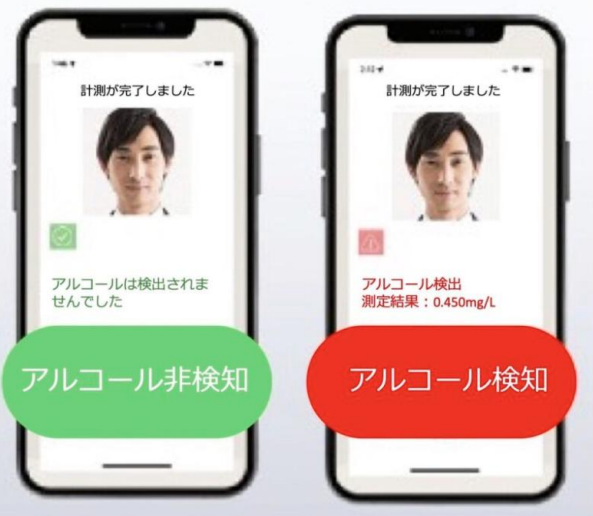 計測が完了しました
アルコールは検出されま
せんでした
アルコール非検知
計測が完了しました
アルコール検出
測定結果：0.450mg/L
アルコール検知